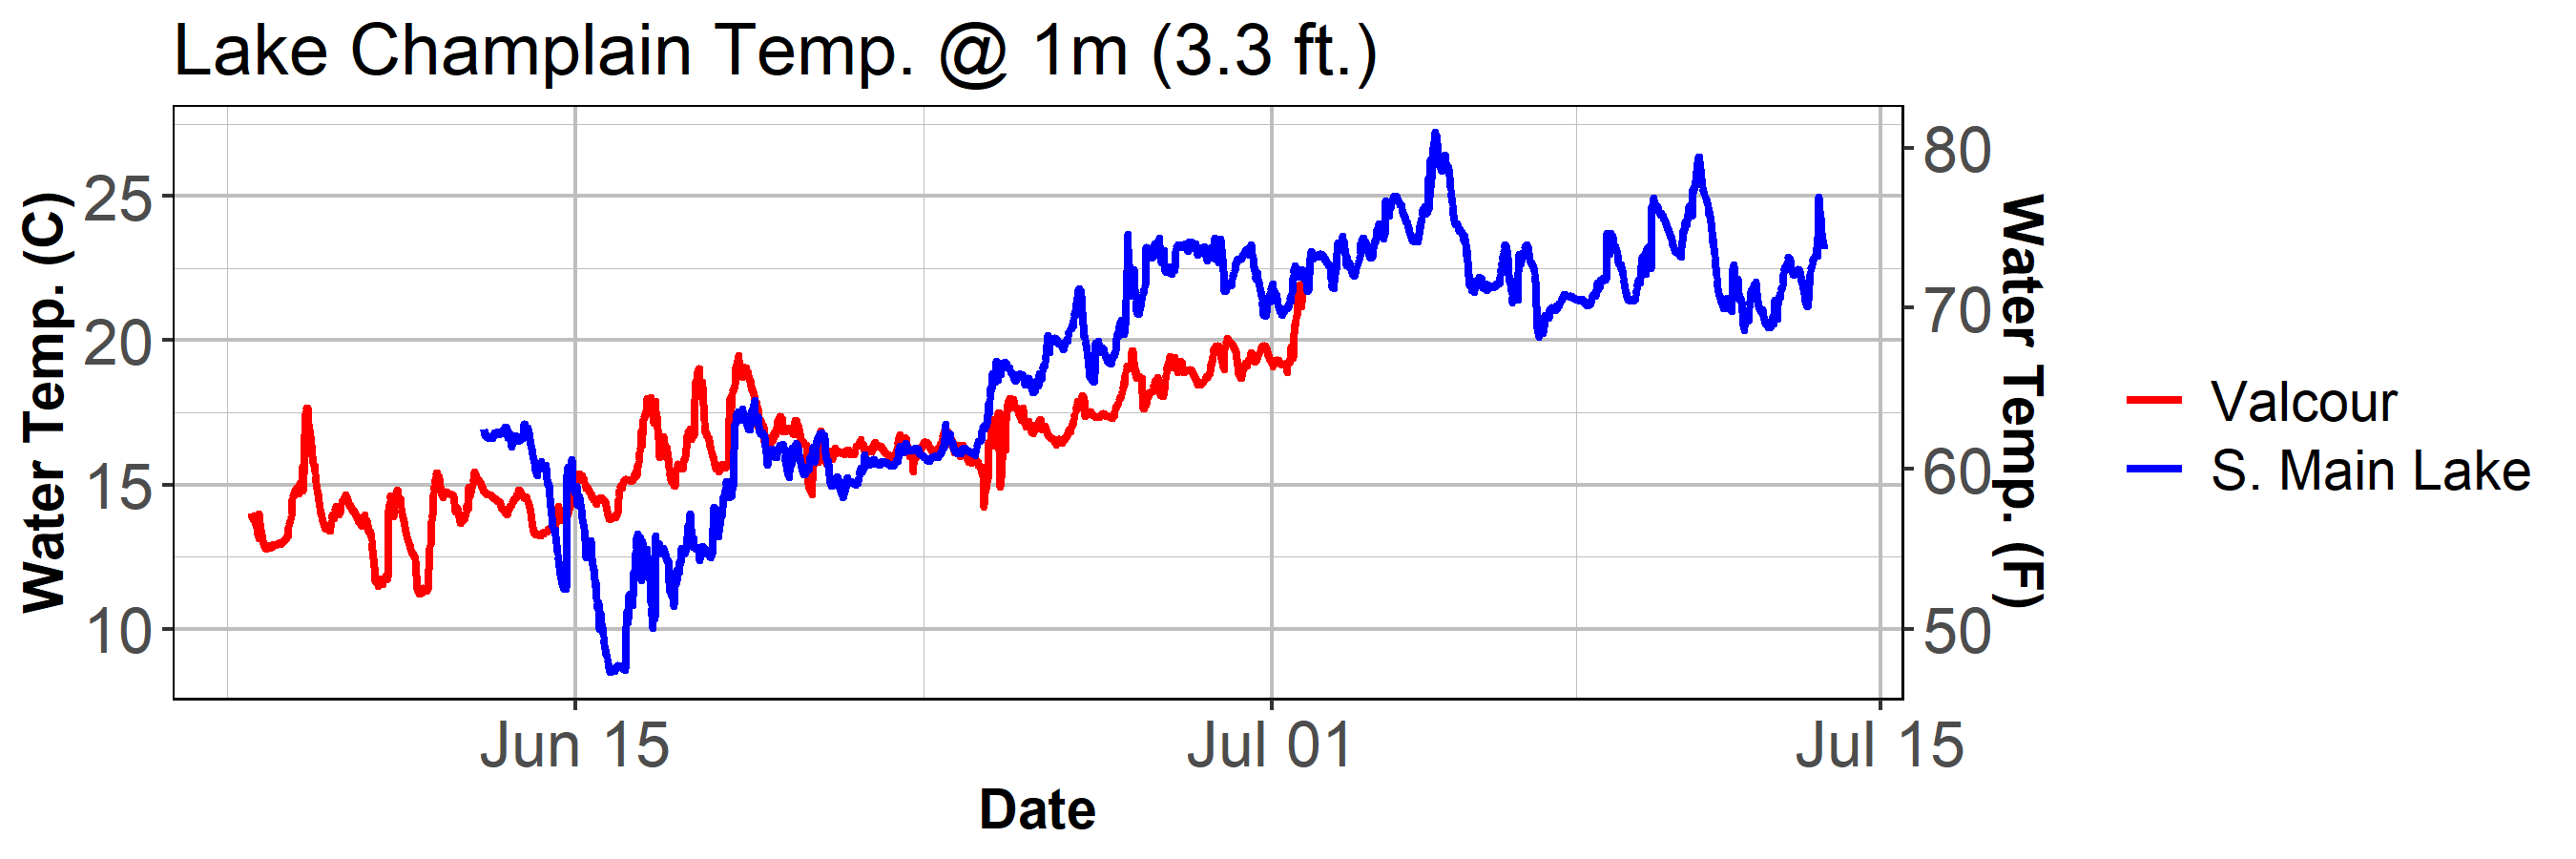 Lake Champlain Temp. @ 1m (3.3 ft.)
Water Temp. (C)
25
20
15
10
80
70
60
50
Water Temp. (F)
Jun 15
Jul 01
Jul 15
Date
Valcour
S. Main Lake